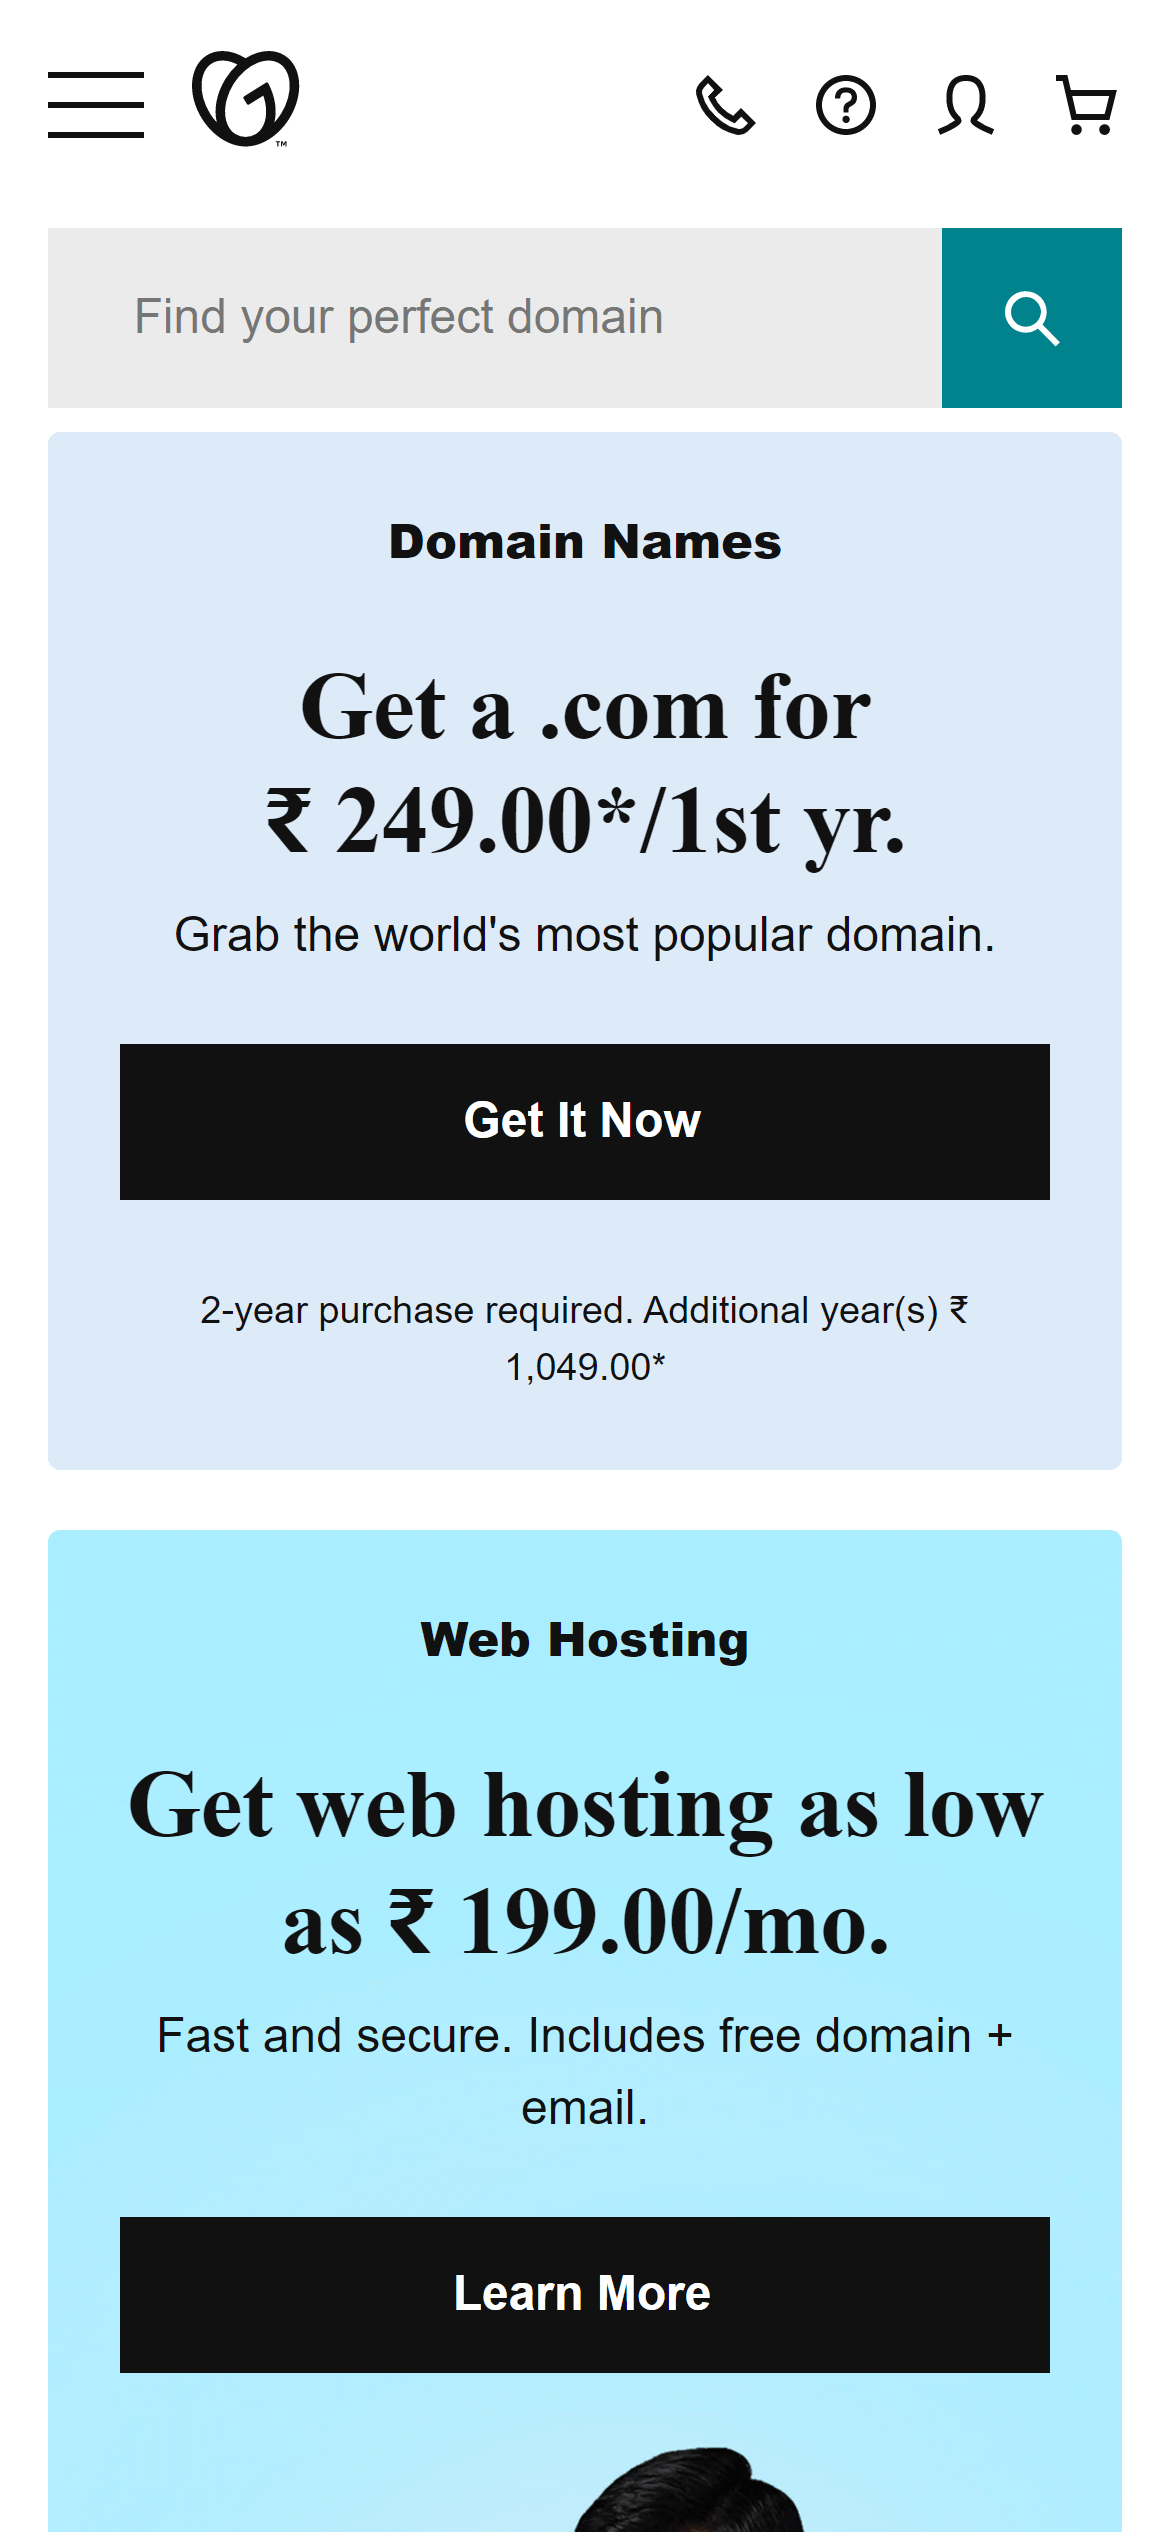 TM
Find your perfect domain
Domain Names
Get a .com for
₹ 249.00*/1st yr.
Grab the world's most popular domain.
Get It Now
2-year purchase required. Additional year(s) ₹
1,049.00*
Web Hosting
Get web hosting as low
as ₹ 199.00/mo.
Fast and secure. Includes free domain +
email.
Learn More